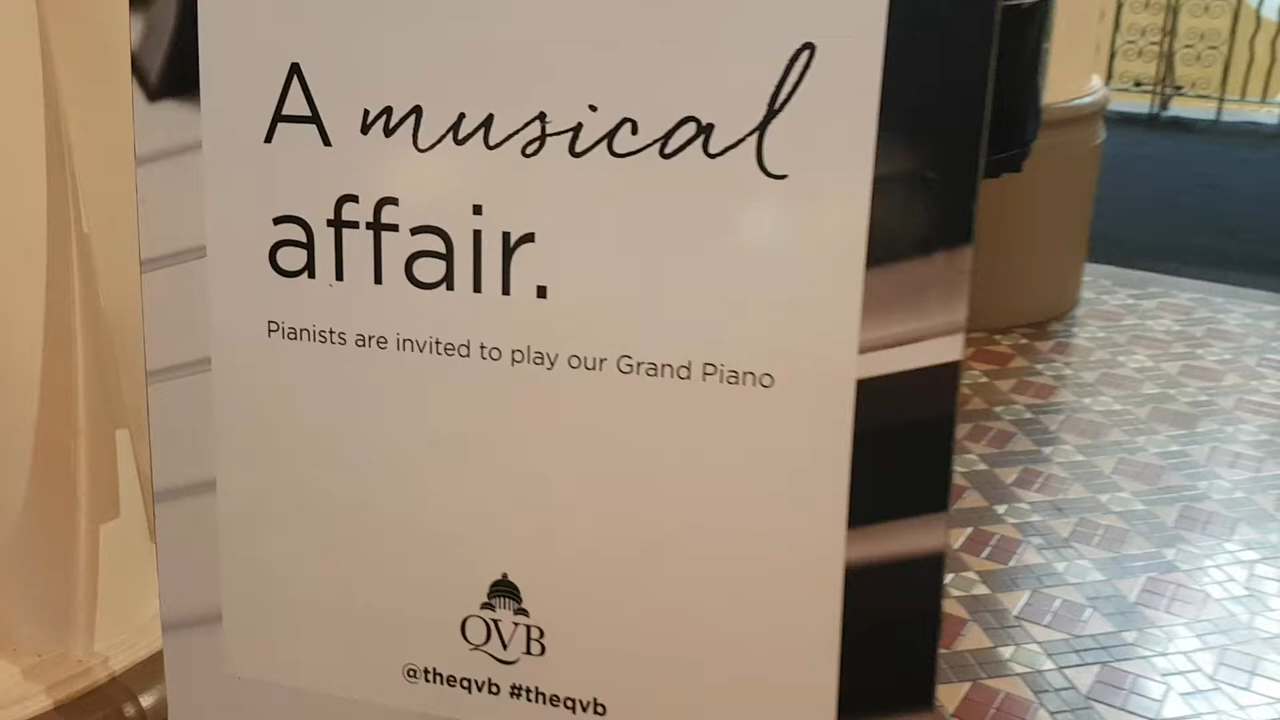 A musical
affair.
Pianists are invited to play our Grand Piano
QVB
@theqvb #theqvb